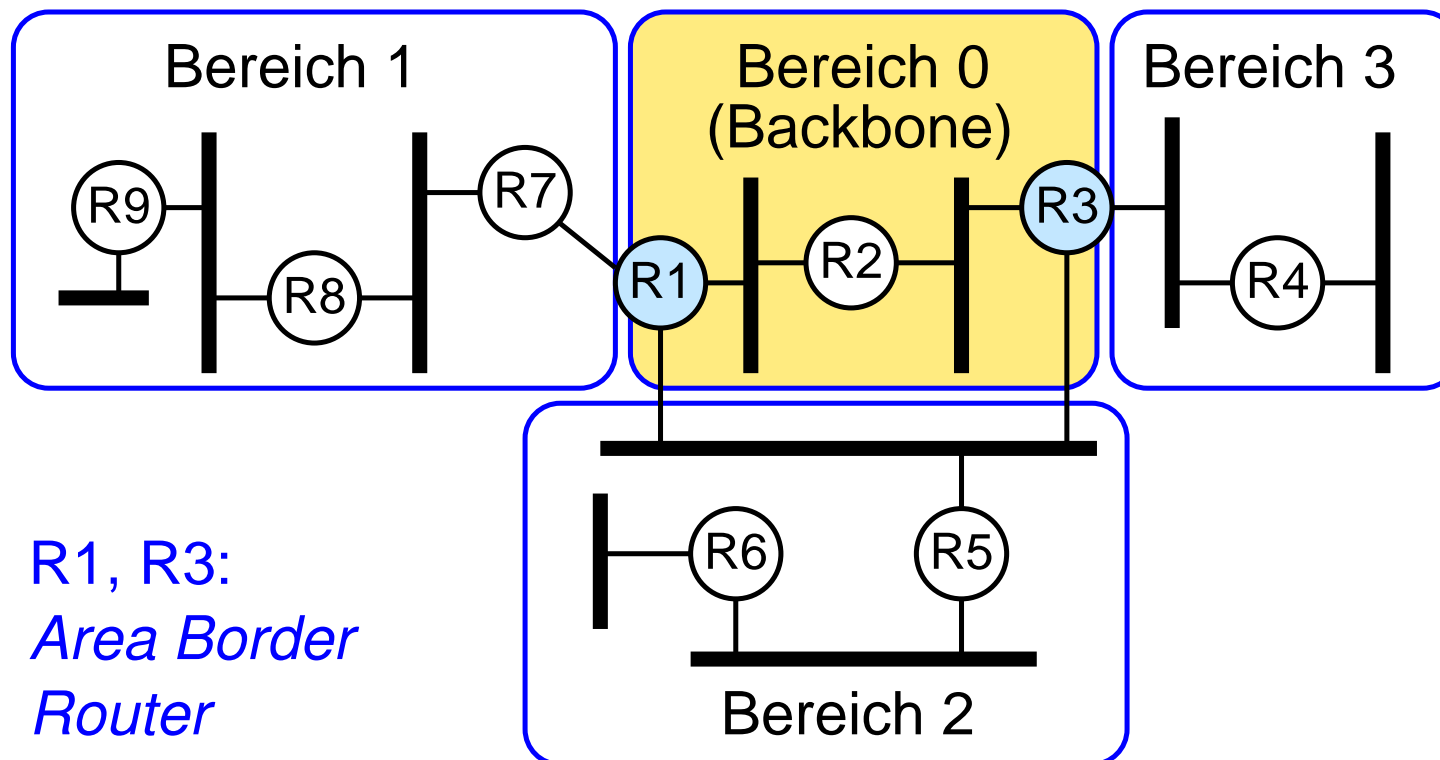 Bereich 1
Bereich 0
(Backbone)
Bereich 3
R9
R8
R7
R1
R2
R3
R4
R6
R5
Bereich 2
R1, R3:
Area Border
Router